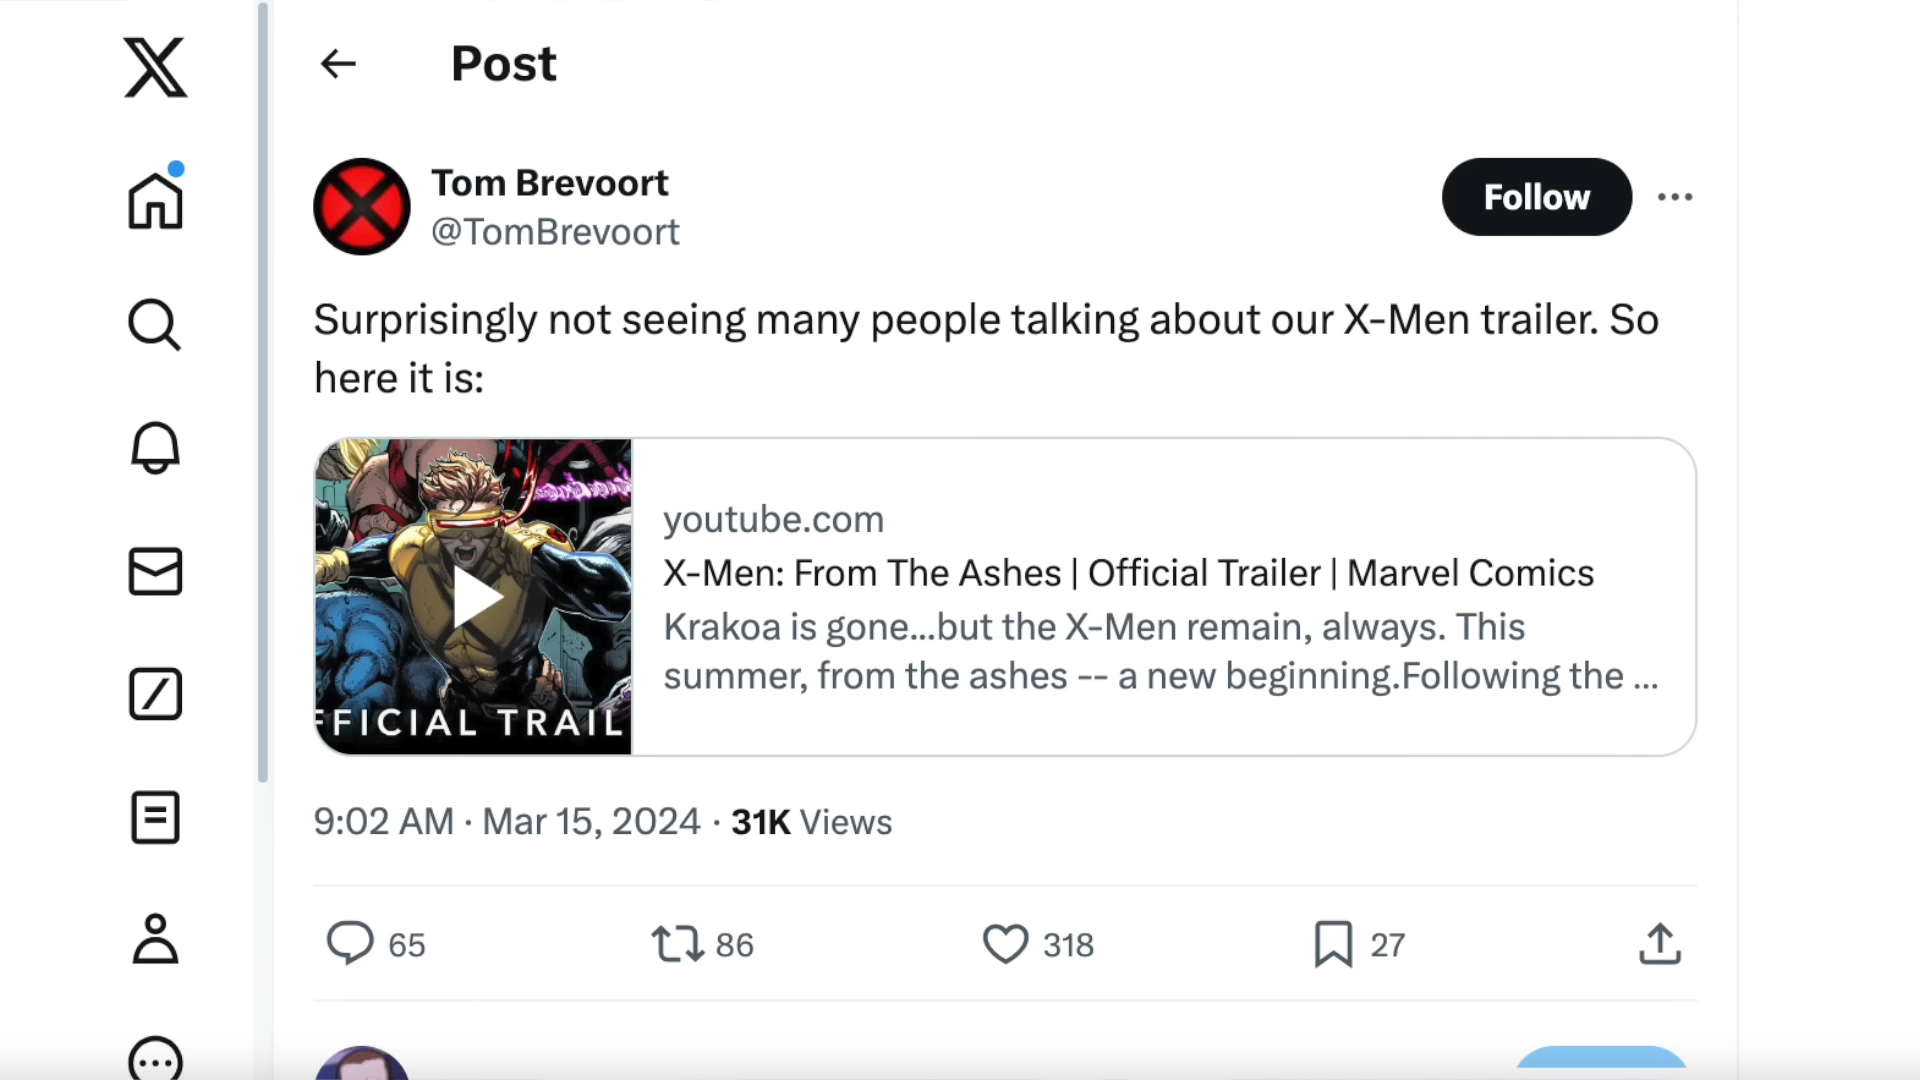 Post
Tom Brevoort
@TomBrevoort
Follow
Surprisingly not seeing many people talking about our X-Men trailer. So
here it is:
FFICIAL TRAIL
youtube.com
X-Men: From The Ashes | Official Trailer | Marvel Comics
Krakoa is gone...but the X-Men remain, always. This
summer, from the ashes -- a new beginning.Following the ...
9:02 AM · Mar 15, 2024 · 31K Views
65 86 318 27